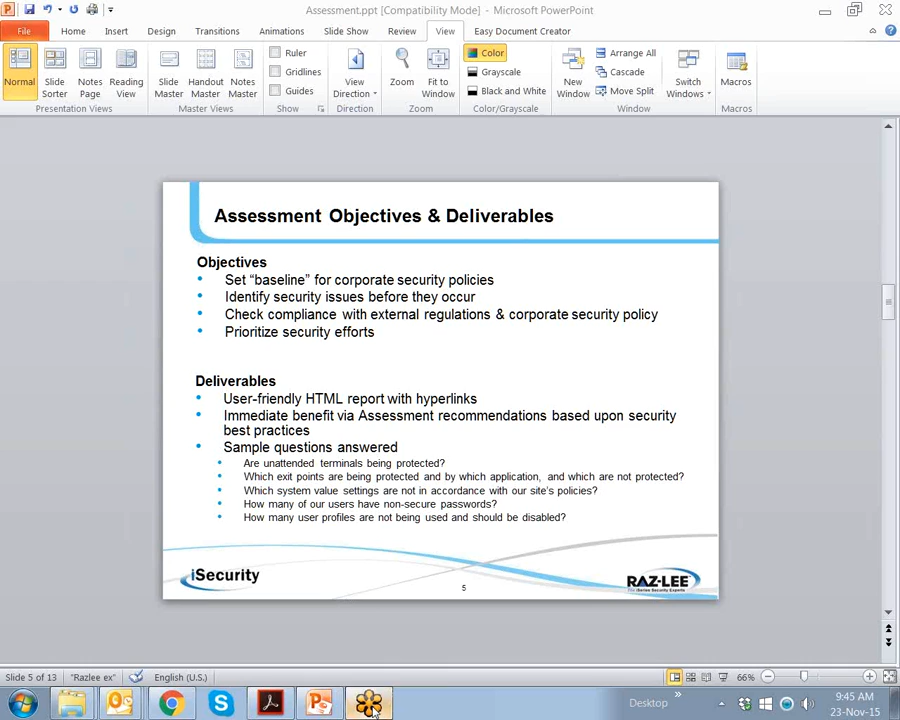 Assessment.ppt [Compatibility Mode] - Microsoft PowerPoint
File Home Insert Design Transitions Animations Slide Show Review View Easy Document Creator
Normal Slide Sorter Notes Page Reading View
Presentation Views
Slide Master Handout Master Notes Master
Master Views
Ruler
Gridlines
Guides
Show
View Direction
Direction
Zoom Fit to Window
Zoom
Color
Grayscale
Black and White
Color/Grayscale
New Window
Arrange All
Cascade
Move Split
Switch Windows
Window
Macros
Macros
Assessment Objectives & Deliverables
Objectives
• Set “baseline” for corporate security policies
• Identify security issues before they occur
• Check compliance with external regulations & corporate security policy
• Prioritize security efforts
Deliverables
• User-friendly HTML report with hyperlinks
• Immediate benefit via Assessment recommendations based upon security
best practices
• Sample questions answered
• Are unattended terminals being protected?
• Which exit points are being protected and by which application, and which are not protected?
• Which system value settings are not in accordance with our site's policies?
• How many of our users have non-secure passwords?
• How many user profiles are not being used and should be disabled?
iSecurity
5
RAZ-LEE
The iSeries Security Experts
Slide 5 of 13 "Razlee ex" English (U.S.) 66%
Desktop
9:45 AM
23-Nov-15